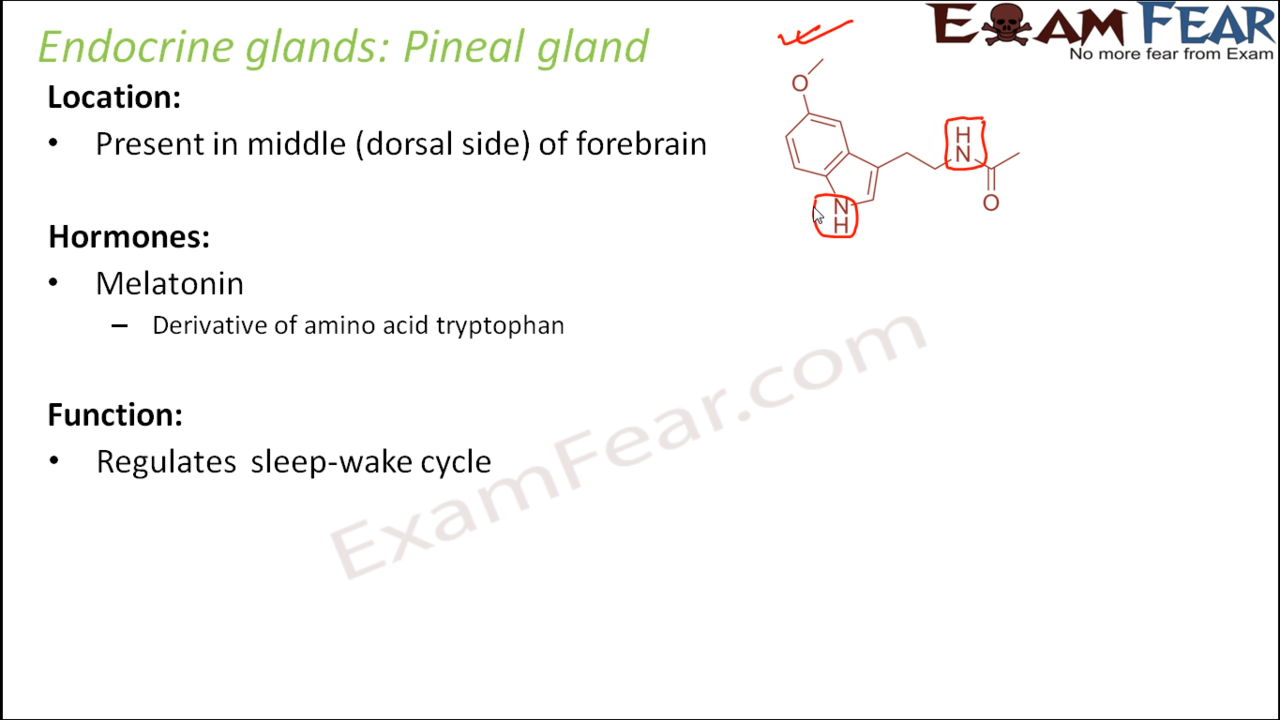 Endocrine glands: Pineal gland
EXAM FEAR
No more fear from Exam
Location:
• Present in middle (dorsal side) of forebrain
Hormones:
• Melatonin
– Derivative of amino acid tryptophan
Function:
• Regulates sleep-wake cycle
O
H
N
O
N
H
ExamFear.com